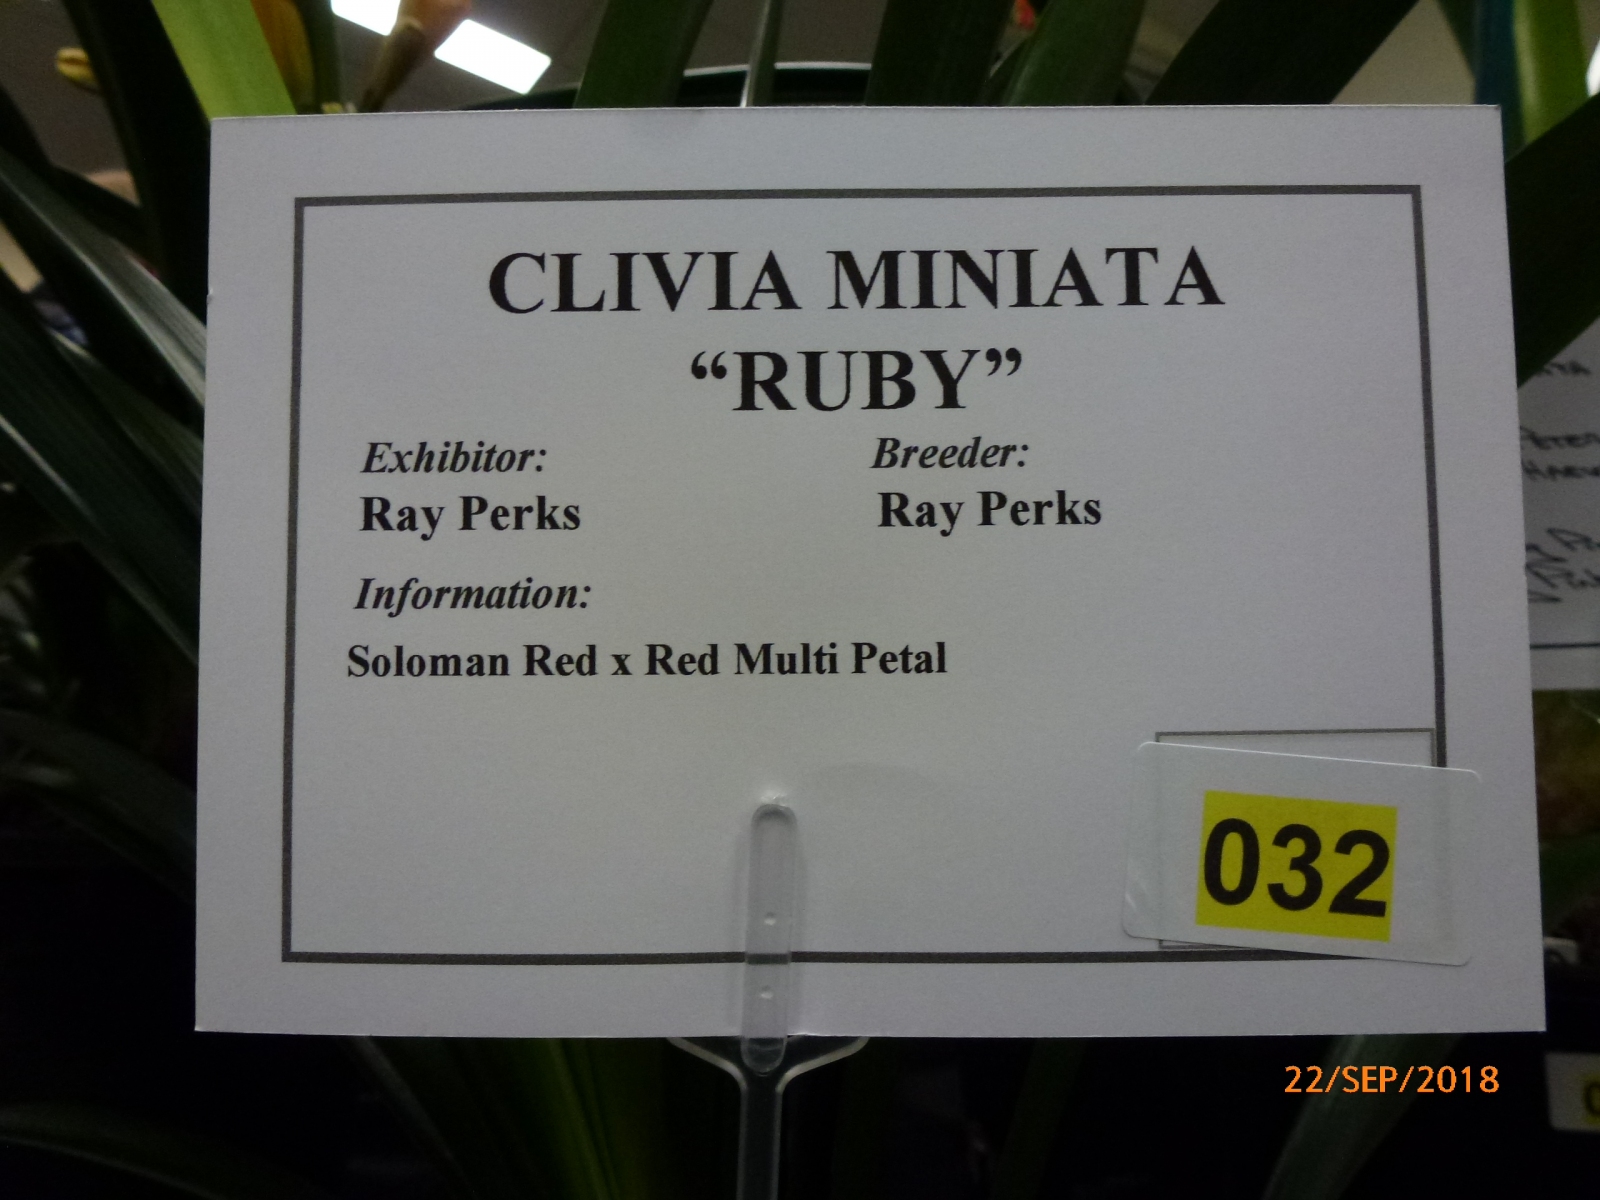 CLIVIA MINIATA
“RUBY”
Exhibitor: Breeder:
Ray Perks Ray Perks
Information:
Soloman Red x Red Multi Petal
032
22/SEP/2018